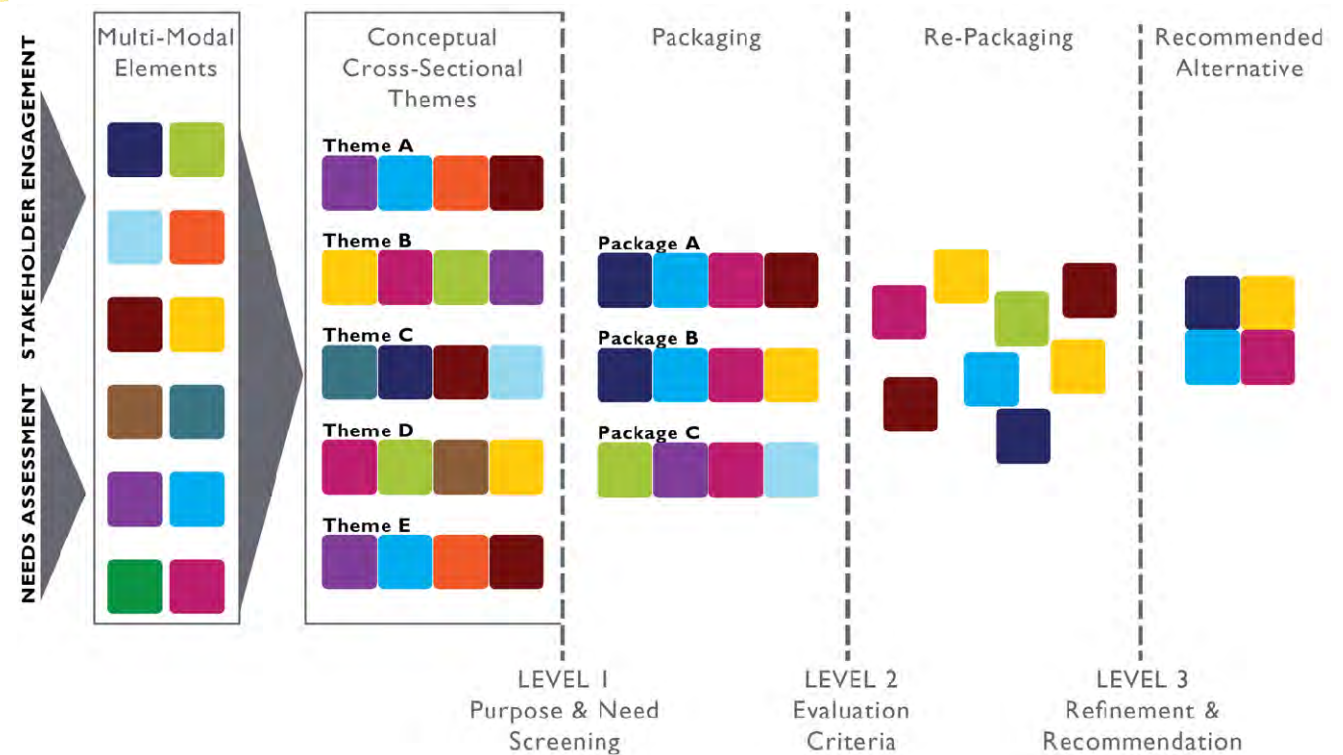 STAKEHOLDER ENGAGEMENT
NEEDS ASSESSMENT
Multi-Modal
Elements
Conceptual
Cross-Sectional
Themes
Theme A
Theme B
Theme C
Theme D
Theme E
Packaging
Package A
Package B
Package C
Re-Packaging
Recommended
Alternative
LEVEL 1
Purpose & Need
Screening
LEVEL 2
Evaluation
Criteria
LEVEL 3
Refinement &
Recommendation